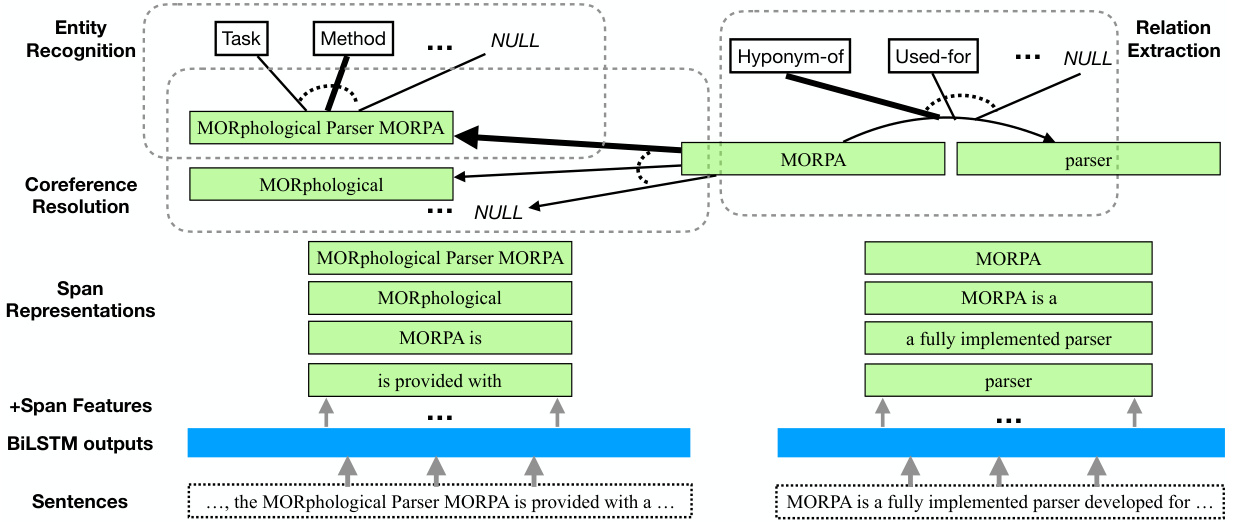 Entity
Recognition
Task
Method
...
NULL
Hyponym-of
Used-for
...
NULL
Relation
Extraction
MORphological Parser MORPA
MORPA
parser
Coreference
Resolution
MORphological
...
NULL
Span
Representations
MORphological Parser MORPA
MORphological
MORPA is
is provided with
MORPA
MORPA is a
a fully implemented parser
parser
+Span Features
...
...
BiLSTM outputs
Sentences
…, the MORphological Parser MORPA is provided with a …
MORPA is a fully implemented parser developed for …